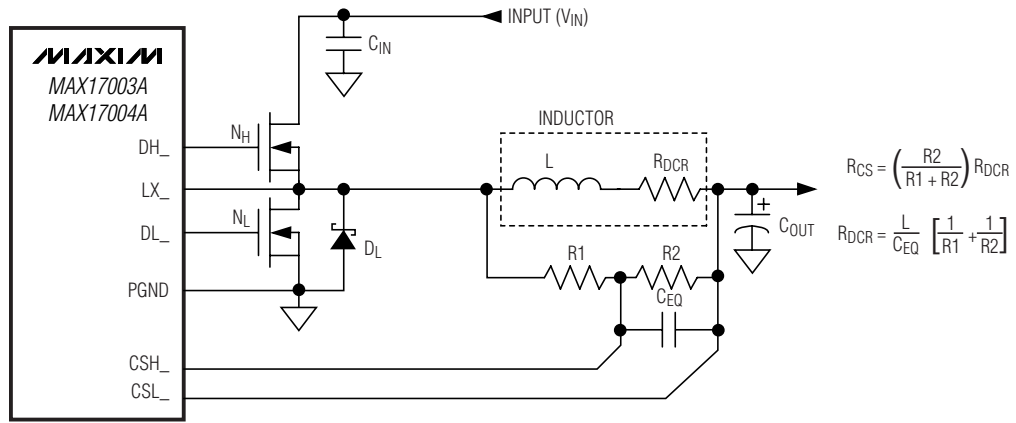 INPUT (VIN)
CIN
MAXIM
MAX17003A
MAX17004A
NH
DH_
LX_
NL
DL_
DL
PGND
CSH_
CSL_
INDUCTOR
L
RDCR
R1
R2
CEQ
COUT
+
RCS = (R2 / (R1 + R2)) RDCR
RDCR = L / CEQ [1/R1 + 1/R2]